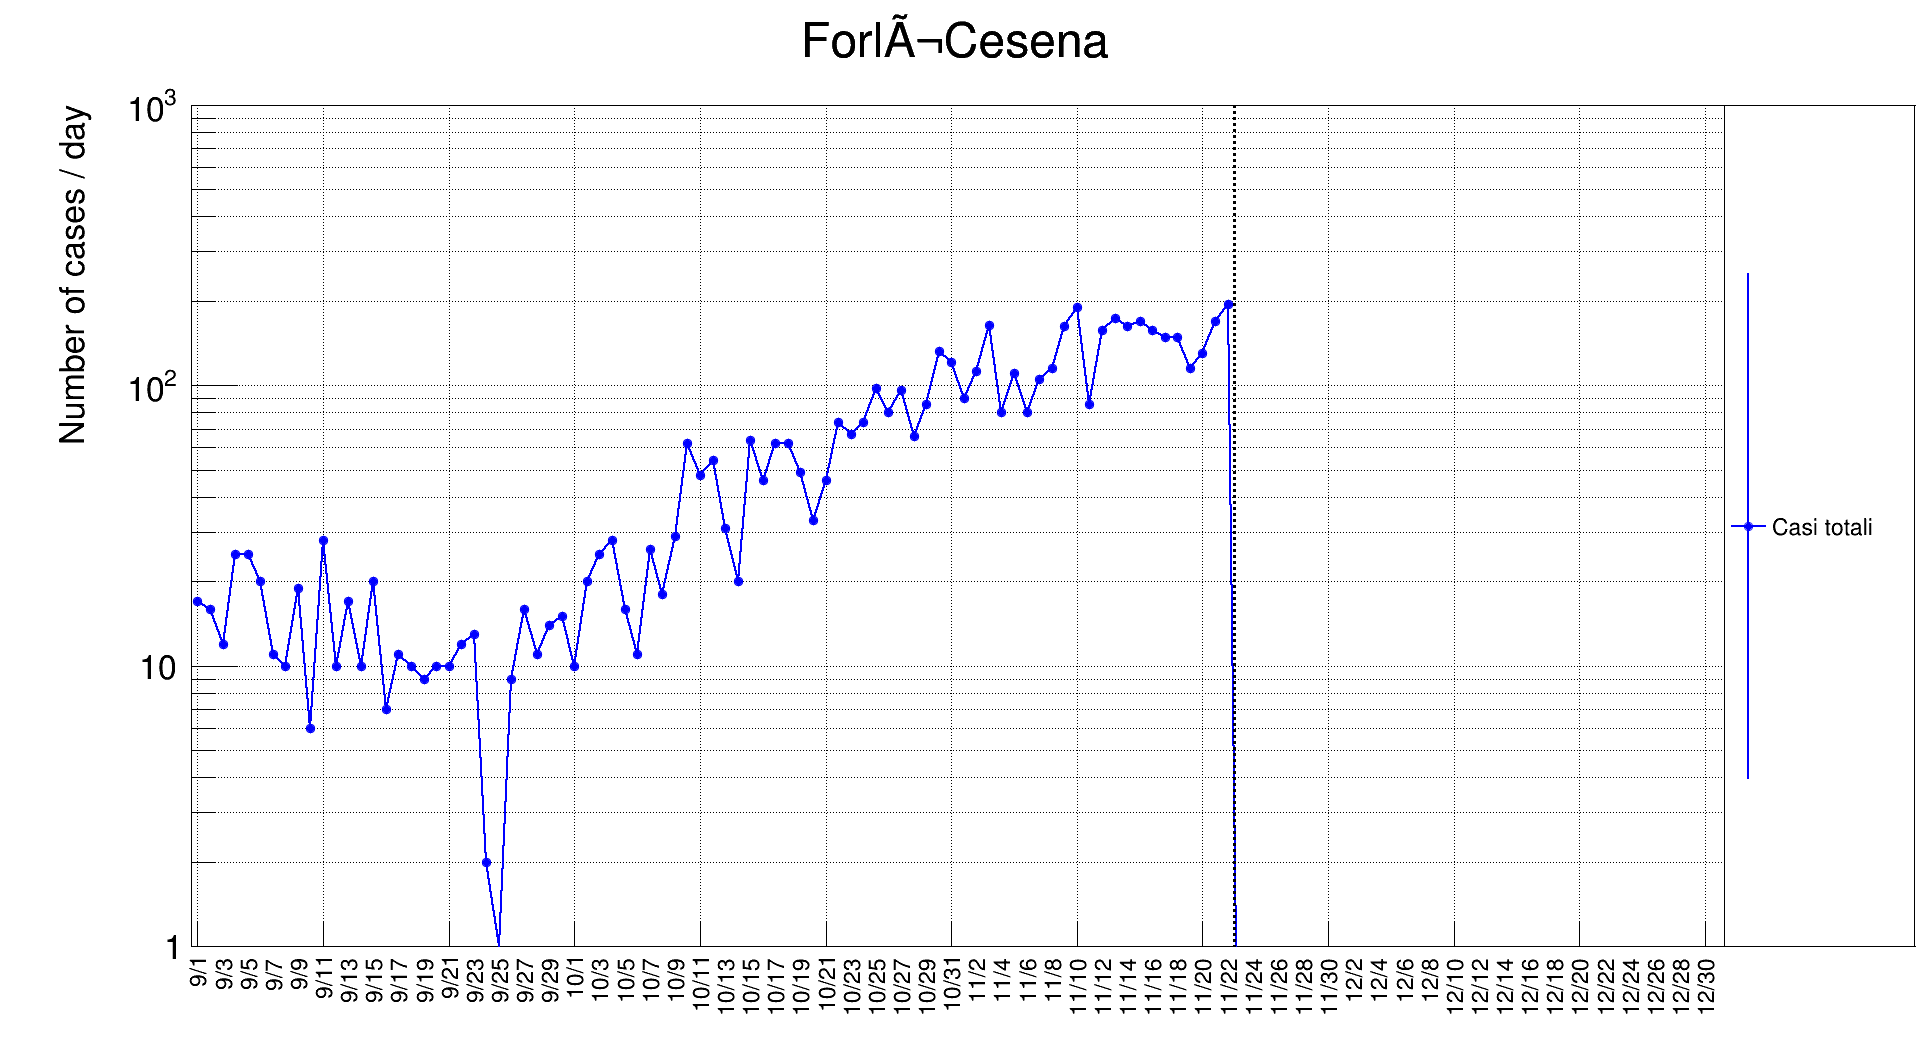 ForlÃ¬Cesena
Number of cases / day
10³
10²
10
1
9/1 9/3 9/5 9/7 9/9 9/11 9/13 9/15 9/17 9/19 9/21 9/23 9/25 9/27 9/29 10/1 10/3 10/5 10/7 10/9 10/11 10/13 10/15 10/17 10/19 10/21 10/23 10/25 10/27 10/29 10/31 11/2 11/4 11/6 11/8 11/10 11/12 11/14 11/16 11/18 11/20 11/22 11/24 11/26 11/28 11/30 12/2 12/4 12/6 12/8 12/10 12/12 12/14 12/16 12/18 12/20 12/22 12/24 12/26 12/28 12/30
Casi totali